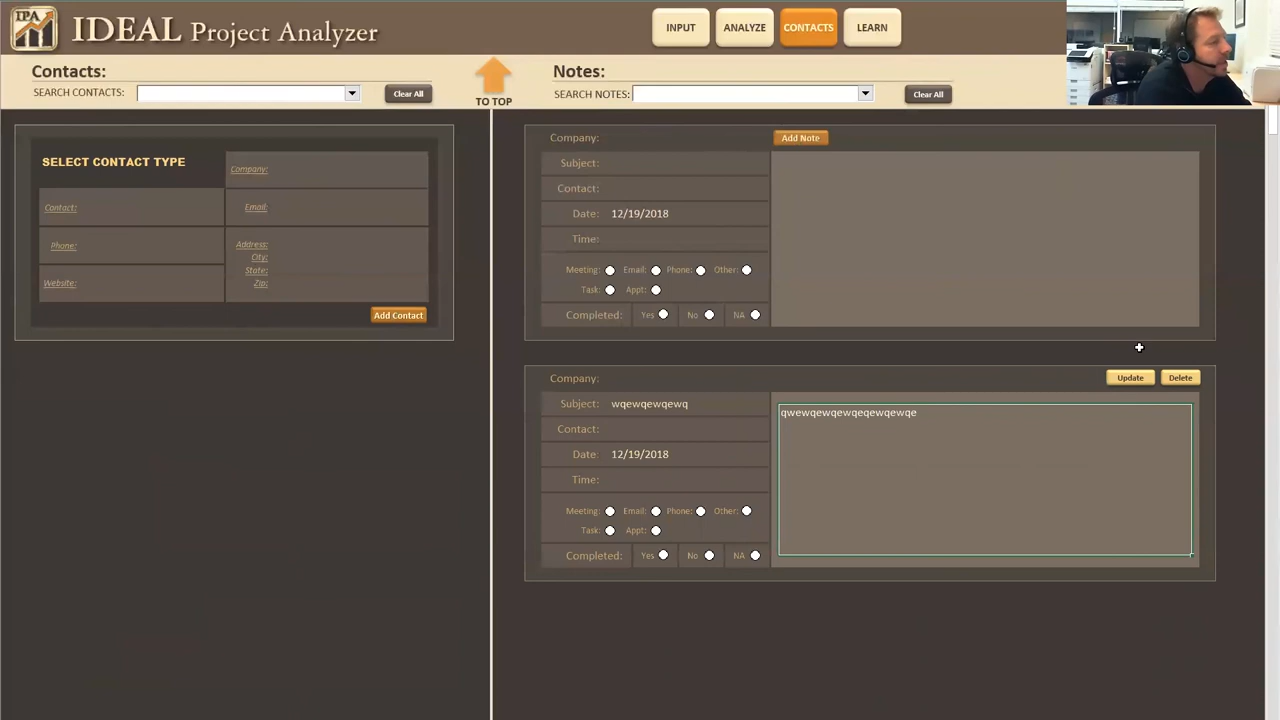 IPA
IDEAL Project Analyzer
INPUT
ANALYZE
CONTACTS
LEARN
Contacts:
SEARCH CONTACTS:
Clear All
TO TOP
Notes:
SEARCH NOTES:
Clear All
SELECT CONTACT TYPE
Company:
Contact:
Email:
Phone:
Address:
City:
State:
Zip:
Website:
Add Contact
Company:
Add Note
Subject:
Contact:
Date: 12/19/2018
Time:
Meeting: Email: Phone: Other:
Task: Appt:
Completed: Yes No NA
Company:
Update
Delete
Subject: wqewqewqewq
qwewqewqewqeqewqewqe
Contact:
Date: 12/19/2018
Time:
Meeting: Email: Phone: Other:
Task: Appt:
Completed: Yes No NA